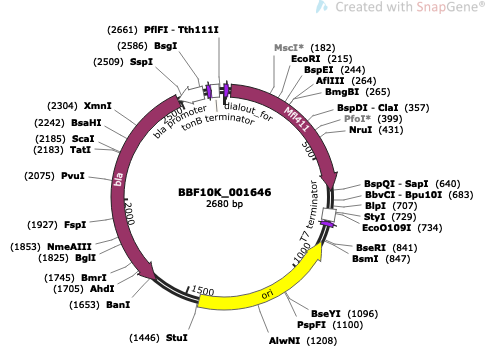 Created with SnapGene®
(2661) PflFI - Tth111I
(2586) BsgI
(2509) SspI
(2304) XmnI
(2242) BsaHI
(2185) ScaI
(2183) TatI
(2075) PvuI
(1927) FspI
(1853) NmeAIII
(1825) BglI
(1745) BmrI
(1705) AhdI
(1653) BanI
(1446) StuI
MscI* (182)
EcoRI (215)
BspEI (244)
AflIII (264)
BmgBI (265)
BspDI - ClaI (357)
PfoI* (399)
NruI (431)
BspQI - SapI (640)
BbvCI - Bpu10I (683)
BlpI (707)
StyI (729)
EcoO109I (734)
BseRI (841)
BsmI (847)
BseYI (1096)
PspFI (1100)
AlwNI (1208)
bla promoter
tonB terminator
dialout_for
Mfl411
T7 terminator
bla
ori
500
1000
1500
2000
2500
BBF10K_001646
2680 bp